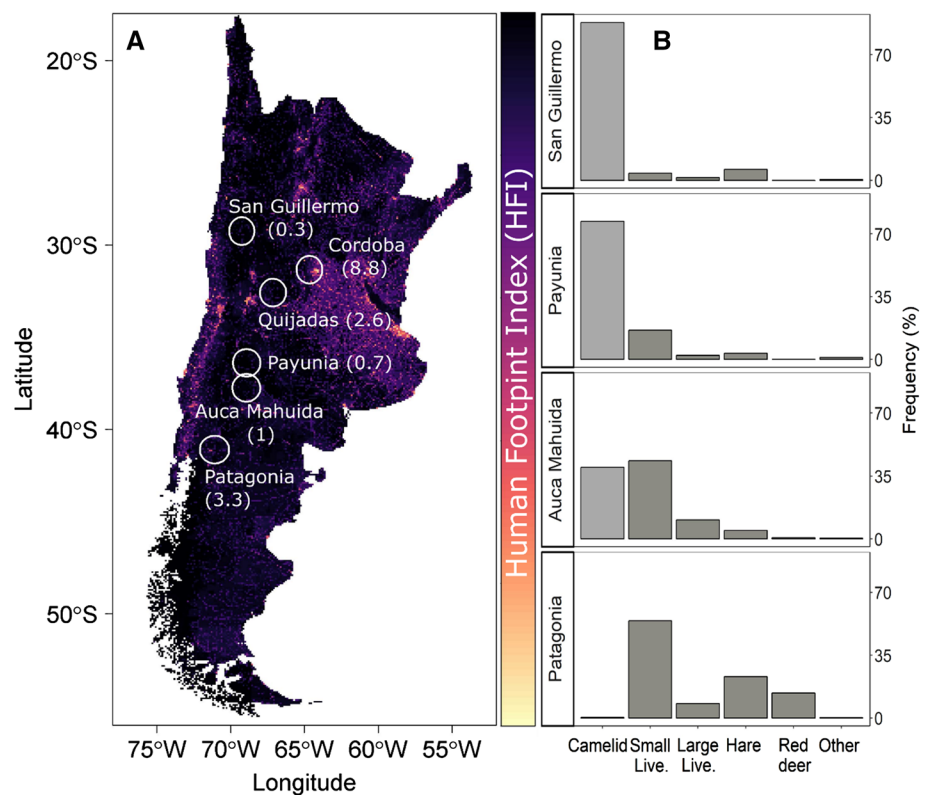 A
20°S
30°S
40°S
50°S
Latitude
San Guillermo
(0.3)
Cordoba
(8.8)
Quijadas (2.6)
Payunia (0.7)
Auca Mahuida
(1)
Patagonia
(3.3)
75°W 70°W 65°W 60°W 55°W
Longitude
Human Footpint Index (HFI)
B
San Guillermo
70
35
0
Payunia
70
35
0
Auca Mahuida
70
35
0
Patagonia
70
35
0
Frequency (%)
Camelid Small Large Hare Red Other
Live. Live. deer